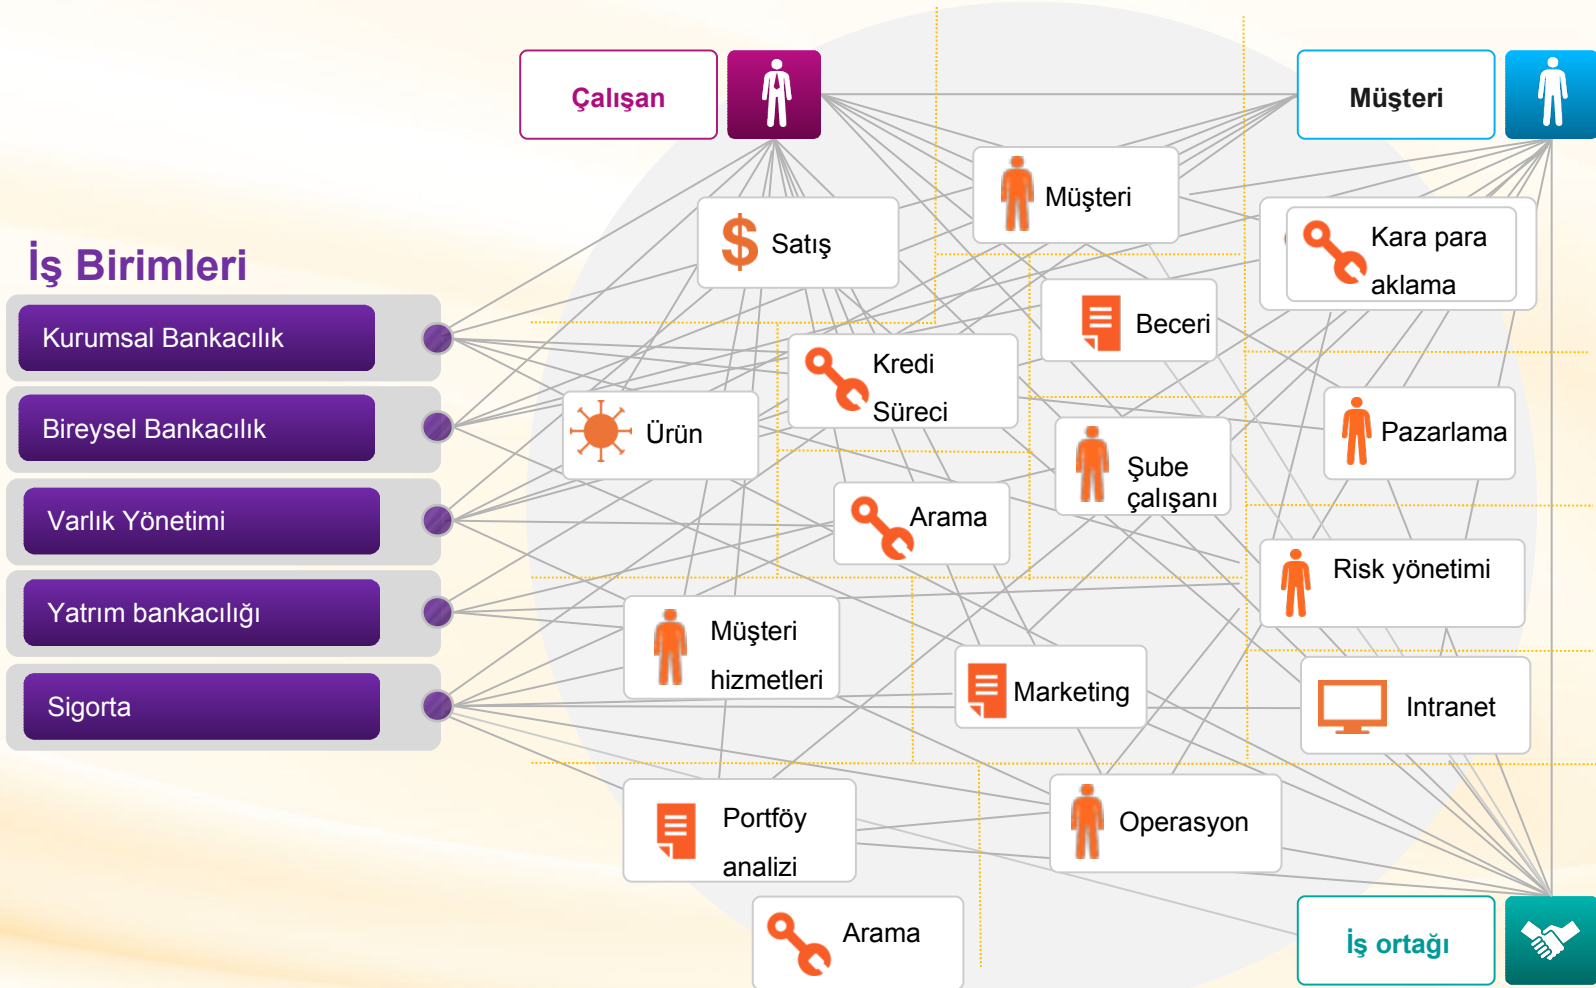 Çalışan
Müşteri
Müşteri
Satış
Kara para
aklama
İş Birimleri
Kurumsal Bankacılık
Bireysel Bankacılık
Varlık Yönetimi
Yatrım bankacılığı
Sigorta
Beceri
Kredi
Süreci
Ürün
Pazarlama
Şube
çalışanı
Arama
Risk yönetimi
Müşteri
hizmetleri
Marketing
Intranet
Portföy
analizi
Operasyon
Arama
İş ortağı